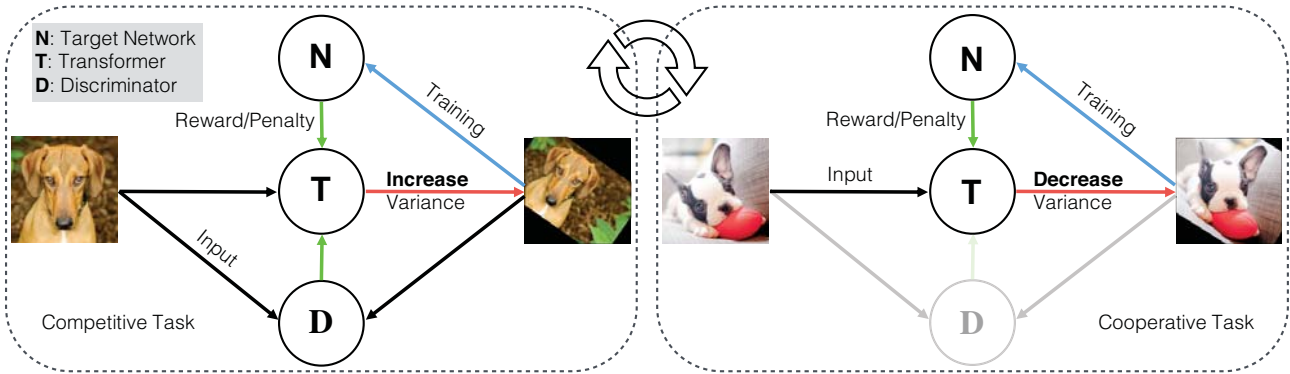 N: Target Network
T: Transformer
D: Discriminator
N
Reward/Penalty
Training
T
Increase
Variance
Input
D
Competitive Task
N
Reward/Penalty
Training
Input
T
Decrease
Variance
D
Cooperative Task